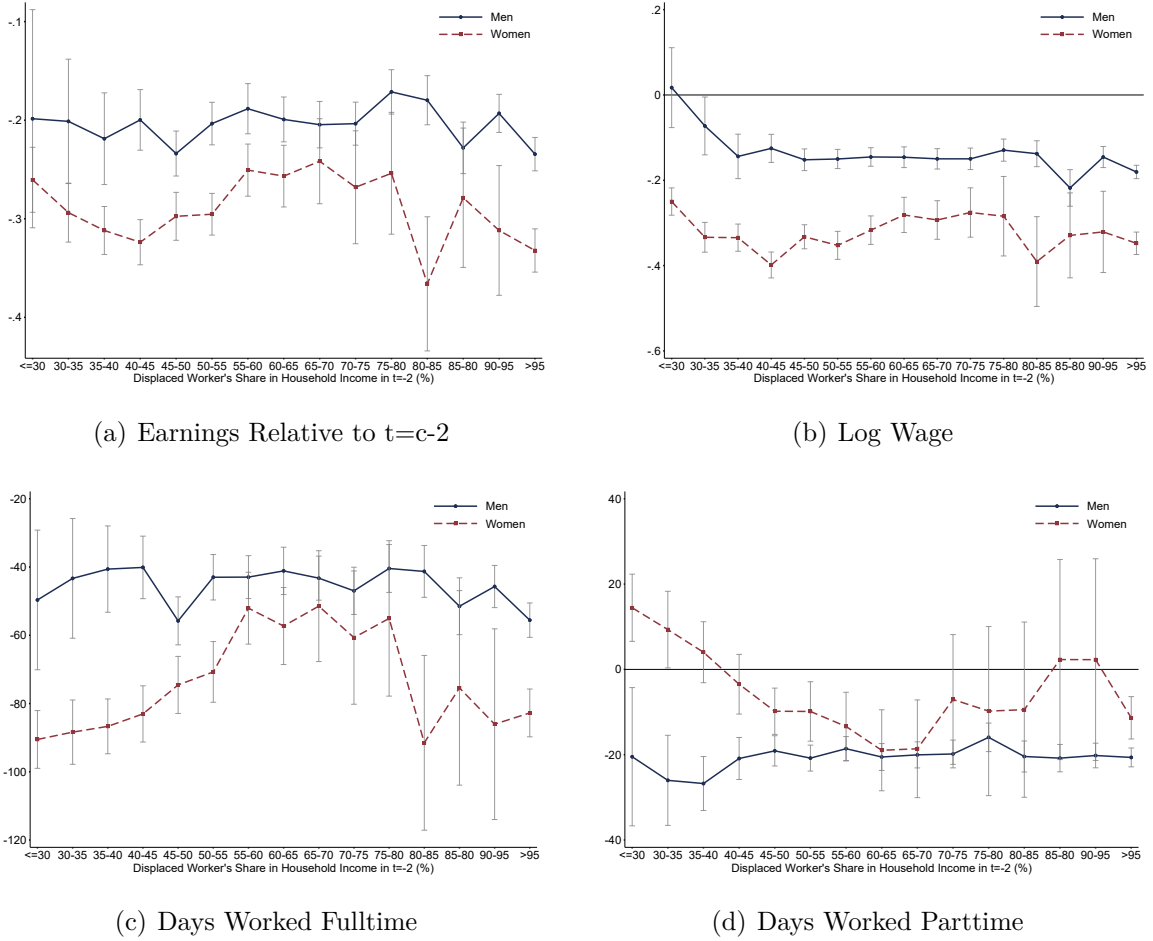 Men
Women
-.1
-.2
-.3
-.4
<=30 30-35 35-40 40-45 45-50 50-55 55-60 60-65 65-70 70-75 75-80 80-85 85-80 90-95 >95
Displaced Worker's Share in Household Income in t=-2 (%)
(a) Earnings Relative to t=c-2
Men
Women
.2
0
-.2
-.4
-.6
<=30 30-35 35-40 40-45 45-50 50-55 55-60 60-65 65-70 70-75 75-80 80-85 85-80 90-95 >95
Displaced Worker's Share in Household Income in t=-2 (%)
(b) Log Wage
Men
Women
-20
-40
-60
-80
-100
-120
<=30 30-35 35-40 40-45 45-50 50-55 55-60 60-65 65-70 70-75 75-80 80-85 85-80 90-95 >95
Displaced Worker's Share in Household Income in t=-2 (%)
(c) Days Worked Fulltime
Men
Women
40
20
0
-20
-40
<=30 30-35 35-40 40-45 45-50 50-55 55-60 60-65 65-70 70-75 75-80 80-85 85-80 90-95 >95
Displaced Worker's Share in Household Income in t=-2 (%)
(d) Days Worked Parttime